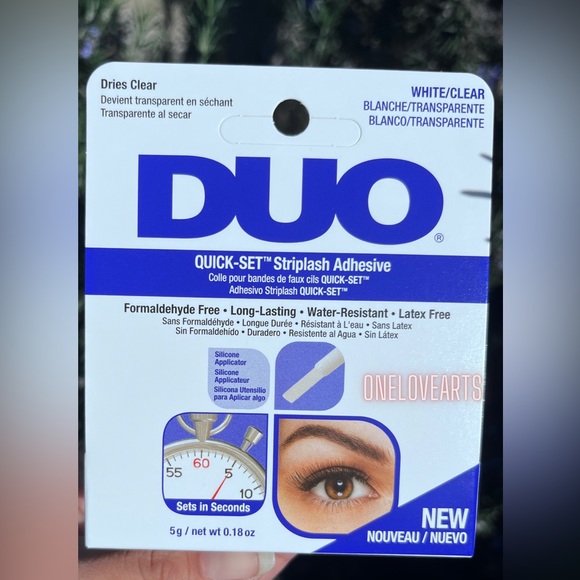 Dries Clear
Devient transparent en séchant
Transparente al secar
WHITE/CLEAR
BLANCHE/TRANSPARENTE
BLANCO/TRANSPARENTE
DUO®
QUICK-SET™ Striplash Adhesive
Colle pour bandes de faux cils QUICK-SET™
Adhesivo Striplash QUICK-SET™
Formaldehyde Free • Long-Lasting • Water-Resistant • Latex Free
Sans Formaldéhyde • Longue Durée • Résistant à L'eau • Sans Latex
Sin Formaldehído • Duradero • Resistente al Agua • Sin Látex
Silicone
Applicator
Silicone
Applicateur
Silicona Utensilio
para Aplicar algo
ONELOVEARTS
55 60 5 10
Sets in Seconds
5g / net wt 0.18 oz
NEW
NOUVEAU / NUEVO